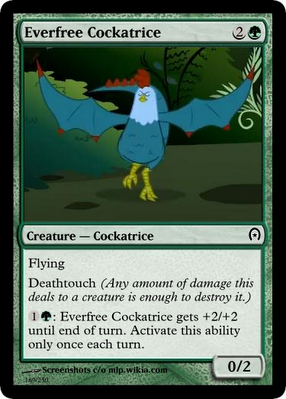 Everfree Cockatrice 2
Creature — Cockatrice
Flying
Deathtouch (Any amount of damage this
deals to a creature is enough to destroy it.)
1 : Everfree Cockatrice gets +2/+2
until end of turn. Activate this ability
only once each turn.
0/2
Screenshots c/o mlp.wikia.com